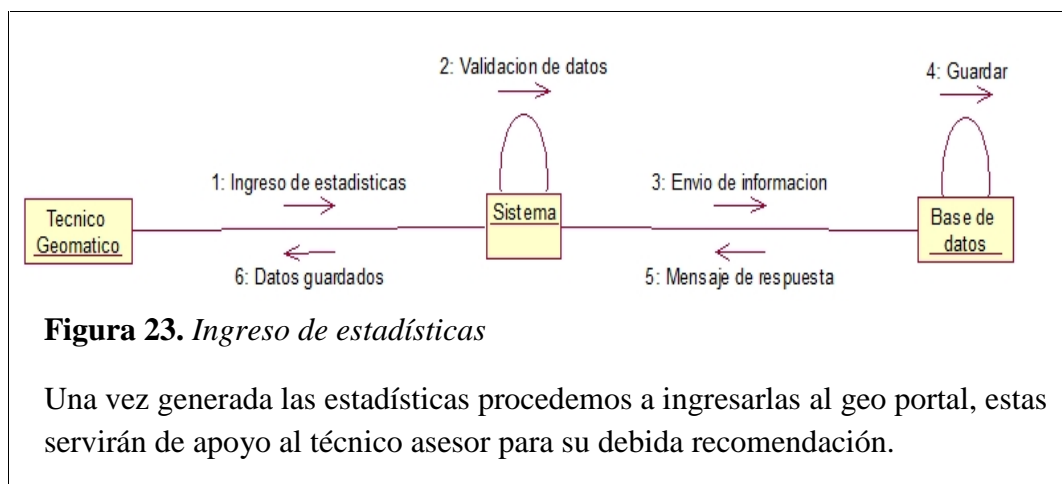 2: Validacion de datos
4: Guardar
1: Ingreso de estadisticas
3: Envio de informacion
Tecnico
Geomatico
Sistema
Base de
datos
6: Datos guardados
5: Mensaje de respuesta
Figura 23. Ingreso de estadísticas
Una vez generada las estadísticas procedemos a ingresarlas al geo portal, estas
servirán de apoyo al técnico asesor para su debida recomendación.